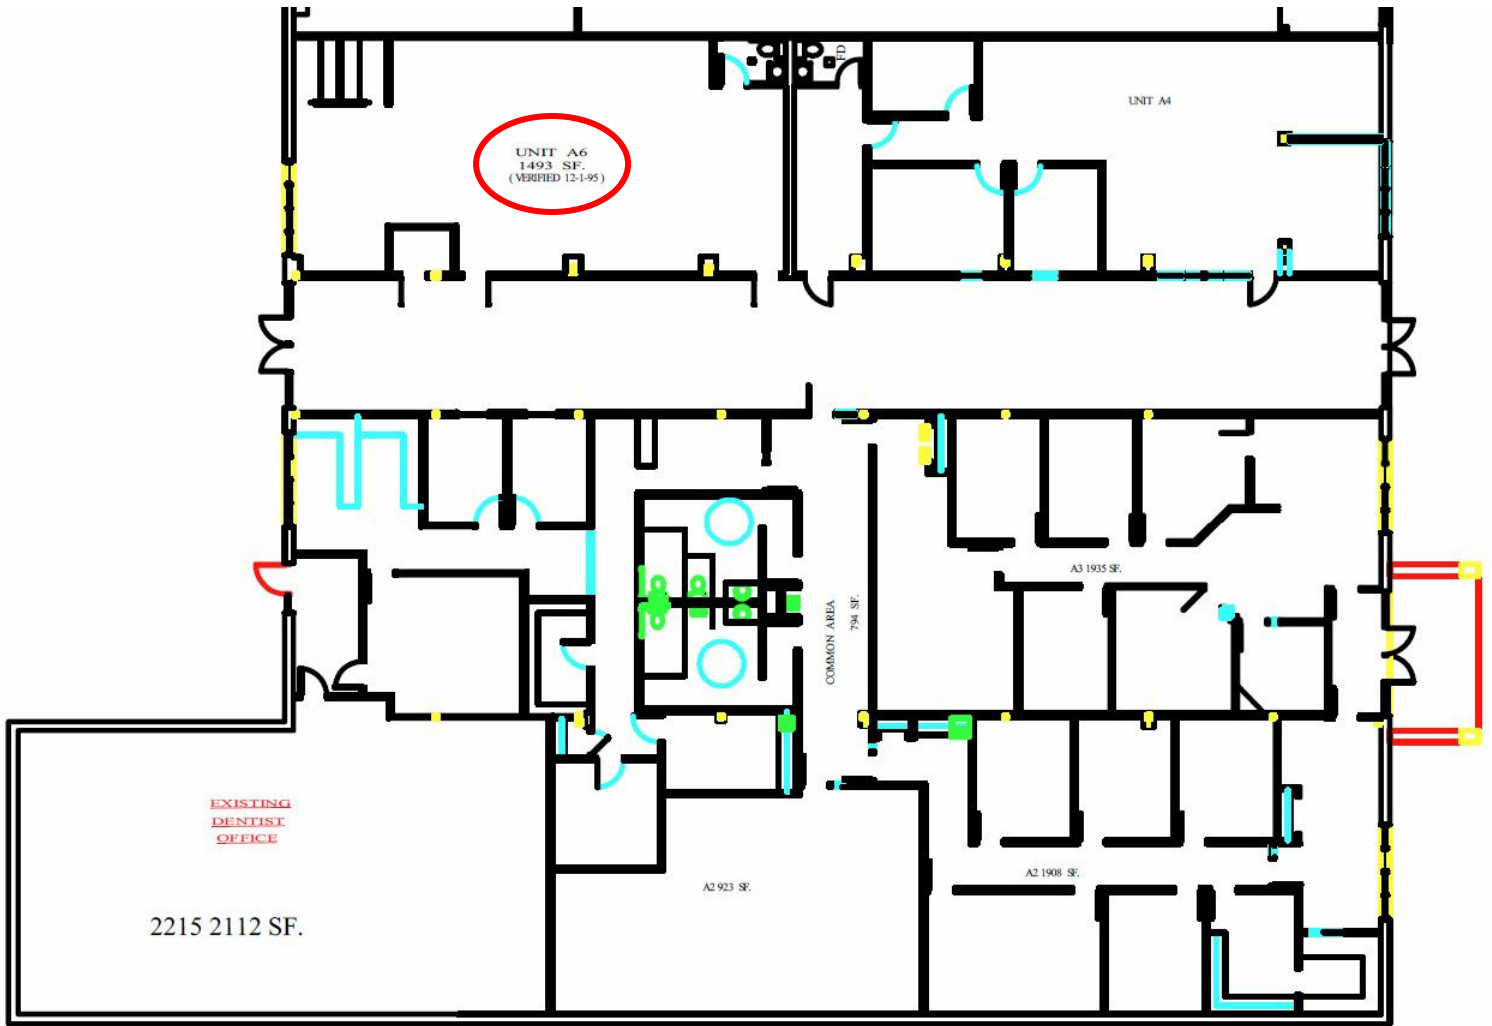 FD
UNIT A4
UNIT A6
1493 SF.
( VERIFIED 12-1-95 )
A3 1935 SF.
COMMON AREA
794 SF.
EXISTING
DENTIST
OFFICE
A2 1908 SF.
A2 923 SF.
2215 2112 SF.